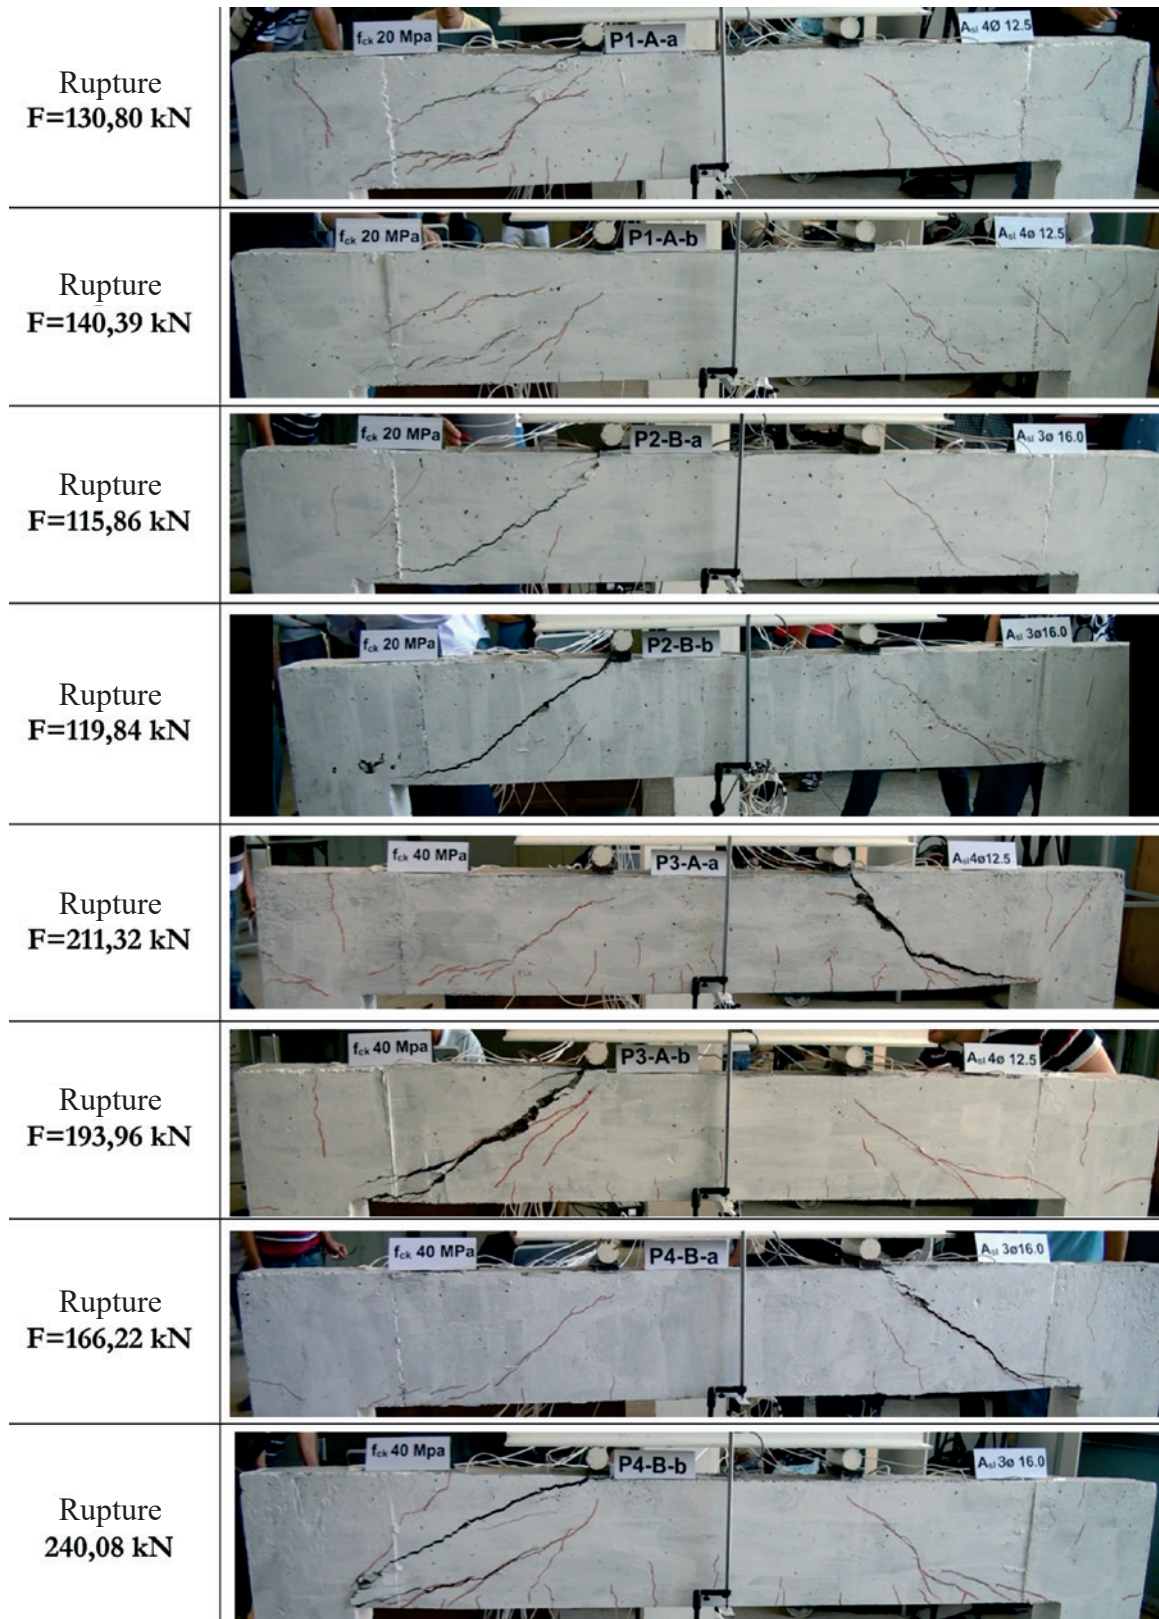 Rupture
F=130,80 kN
fck 20 Mpa
P1-A-a
Asl 4Ø 12.5
Rupture
F=140,39 kN
fck 20 MPa
P1-A-b
Asl 4ø 12.5
Rupture
F=115,86 kN
fck 20 MPa
P2-B-a
Asl 3ø 16.0
Rupture
F=119,84 kN
fck 20 MPa
P2-B-b
Asl 3ø16.0
Rupture
F=211,32 kN
fck 40 MPa
P3-A-a
Asl 4ø12.5
Rupture
F=193,96 kN
fck 40 Mpa
P3-A-b
Asl 4ø 12.5
Rupture
F=166,22 kN
fck 40 MPa
P4-B-a
Asl 3ø16.0
Rupture
240,08 kN
fck 40 Mpa
P4-B-b
Asl 3ø 16.0